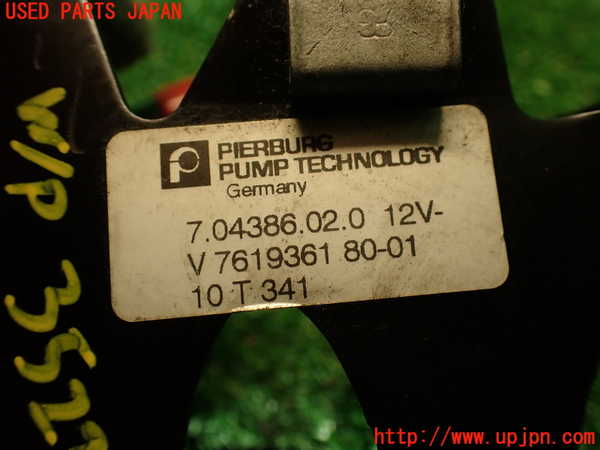 USED PARTS JAPAN
PIERBURG
PUMP TECHNOLOGY
Germany
7.04386.02.0 12V-
V 7619361 80-01
10 T 341
W/P 352
http://www.upjpn.com/